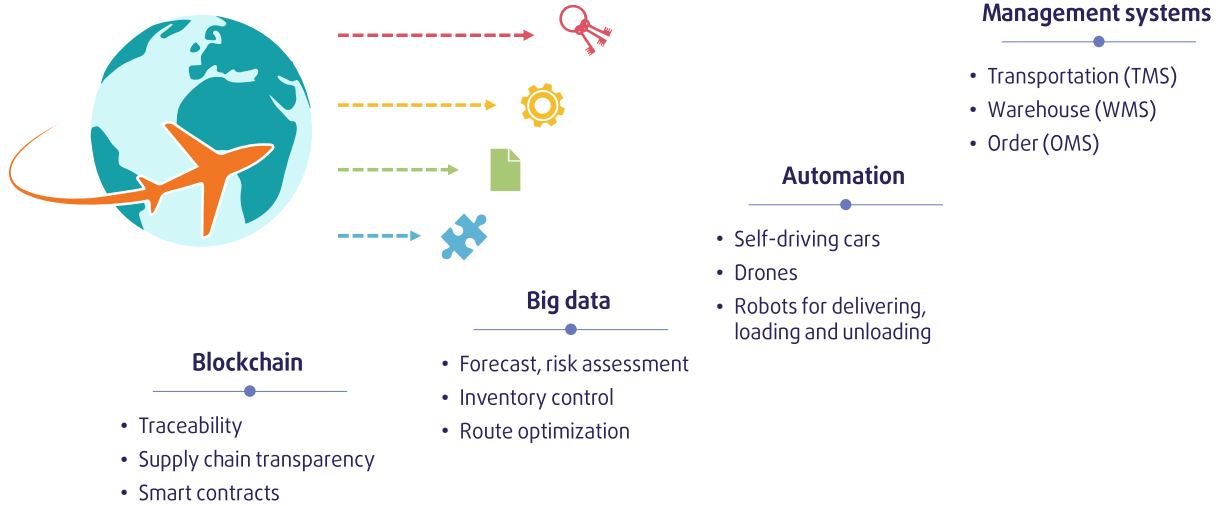 Management systems
• Transportation (TMS)
• Warehouse (WMS)
• Order (OMS)
Automation
• Self-driving cars
• Drones
• Robots for delivering,
loading and unloading
Big data
• Forecast, risk assessment
• Inventory control
• Route optimization
Blockchain
• Traceability
• Supply chain transparency
• Smart contracts